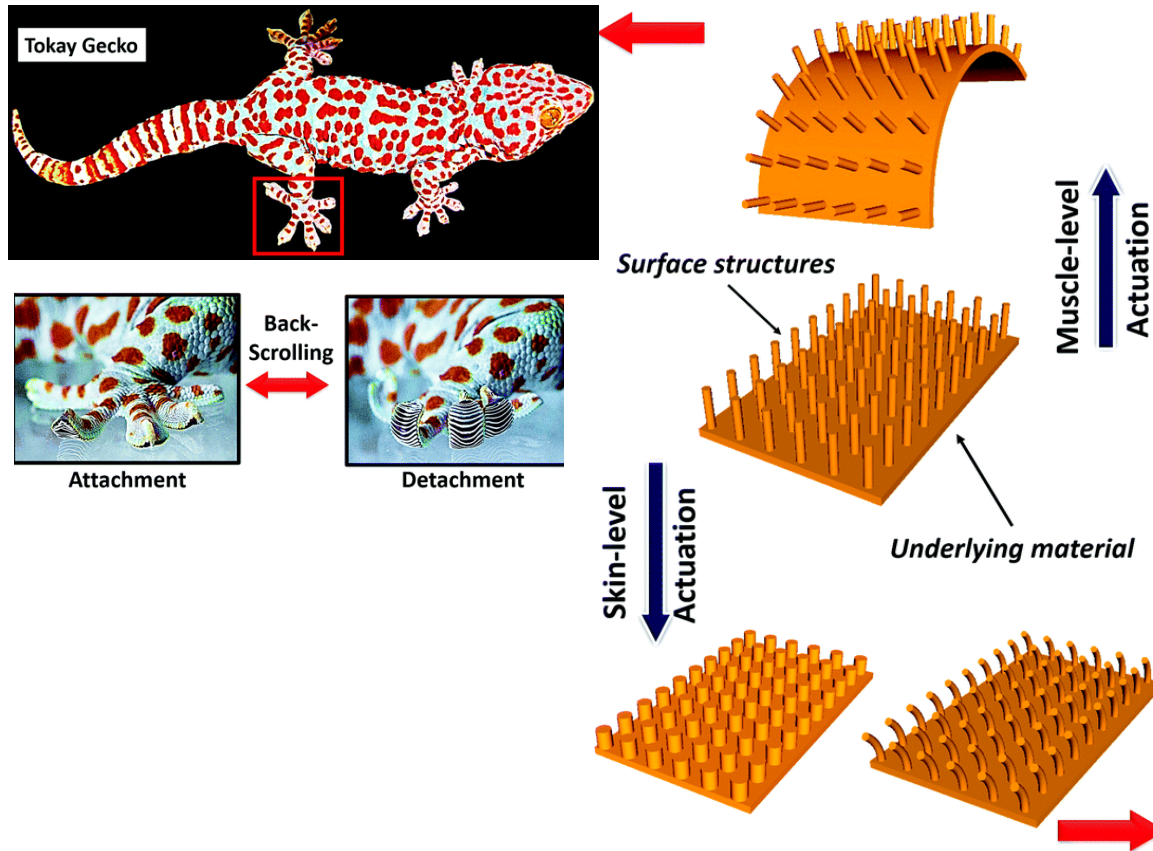 Tokay Gecko
Back-
Scrolling
Attachment
Detachment
Surface structures
Muscle-level
Actuation
Underlying material
Skin-level
Actuation